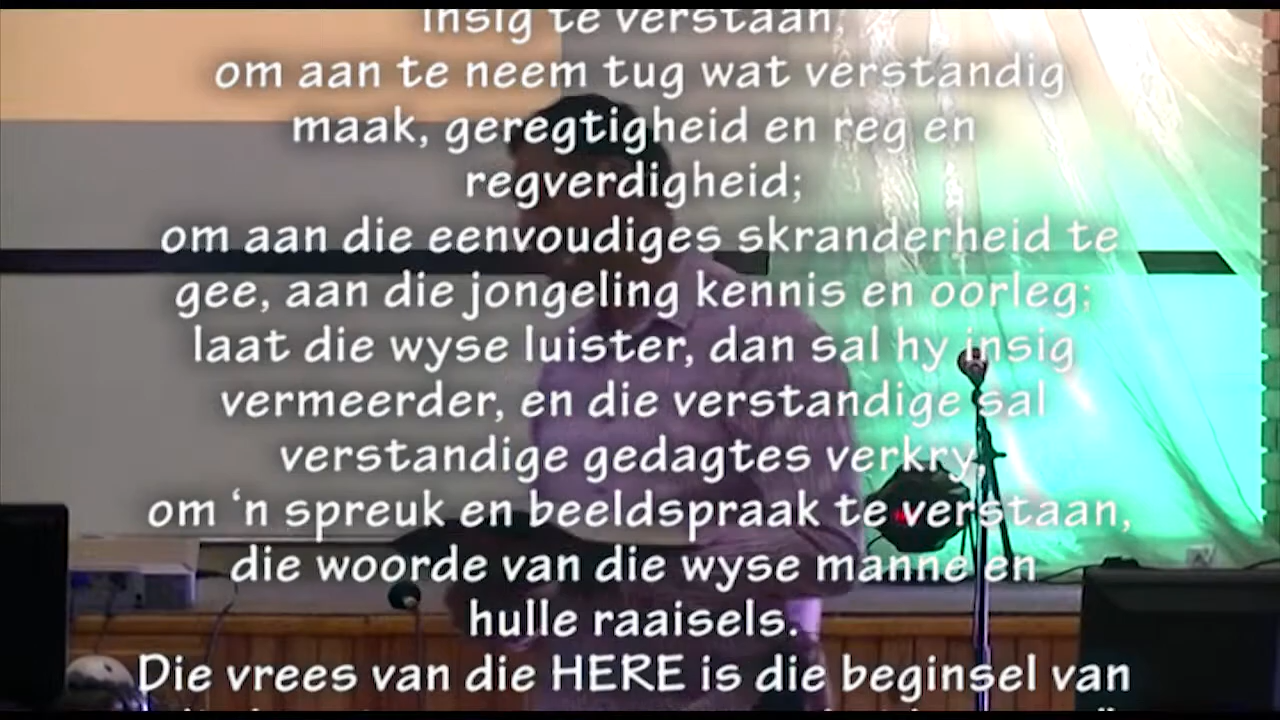 insig te verstaan;
om aan te neem tug wat verstandig
maak, geregtigheid en reg en
regverdigheid;
om aan die eenvoudiges skranderheid te
gee, aan die jongeling kennis en oorleg;
laat die wyse luister, dan sal hy insig
vermeerder, en die verstandige sal
verstandige gedagtes verkry,
om ‘n spreuk en beeldspraak te verstaan,
die woorde van die wyse manne en
hulle raaisels.
Die vrees van die HERE is die beginsel van